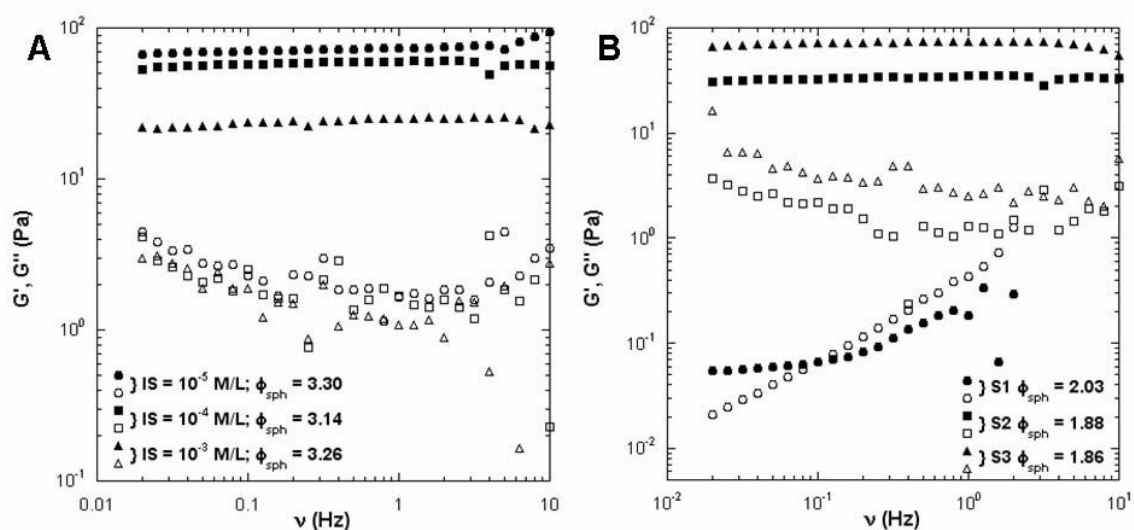 A
B
10²
10¹
10⁰
10⁻¹
G', G" (Pa)
0.01
0.1
1
10
ν (Hz)
} IS = 10⁻⁵ M/L; ϕsph = 3.30
} IS = 10⁻⁴ M/L; ϕsph = 3.14
} IS = 10⁻³ M/L; ϕsph = 3.26
10²
10¹
10⁰
10⁻¹
10⁻²
G', G" (Pa)
10⁻²
10⁻¹
10⁰
10¹
ν (Hz)
} S1 ϕsph = 2.03
} S2 ϕsph = 1.88
} S3 ϕsph = 1.86